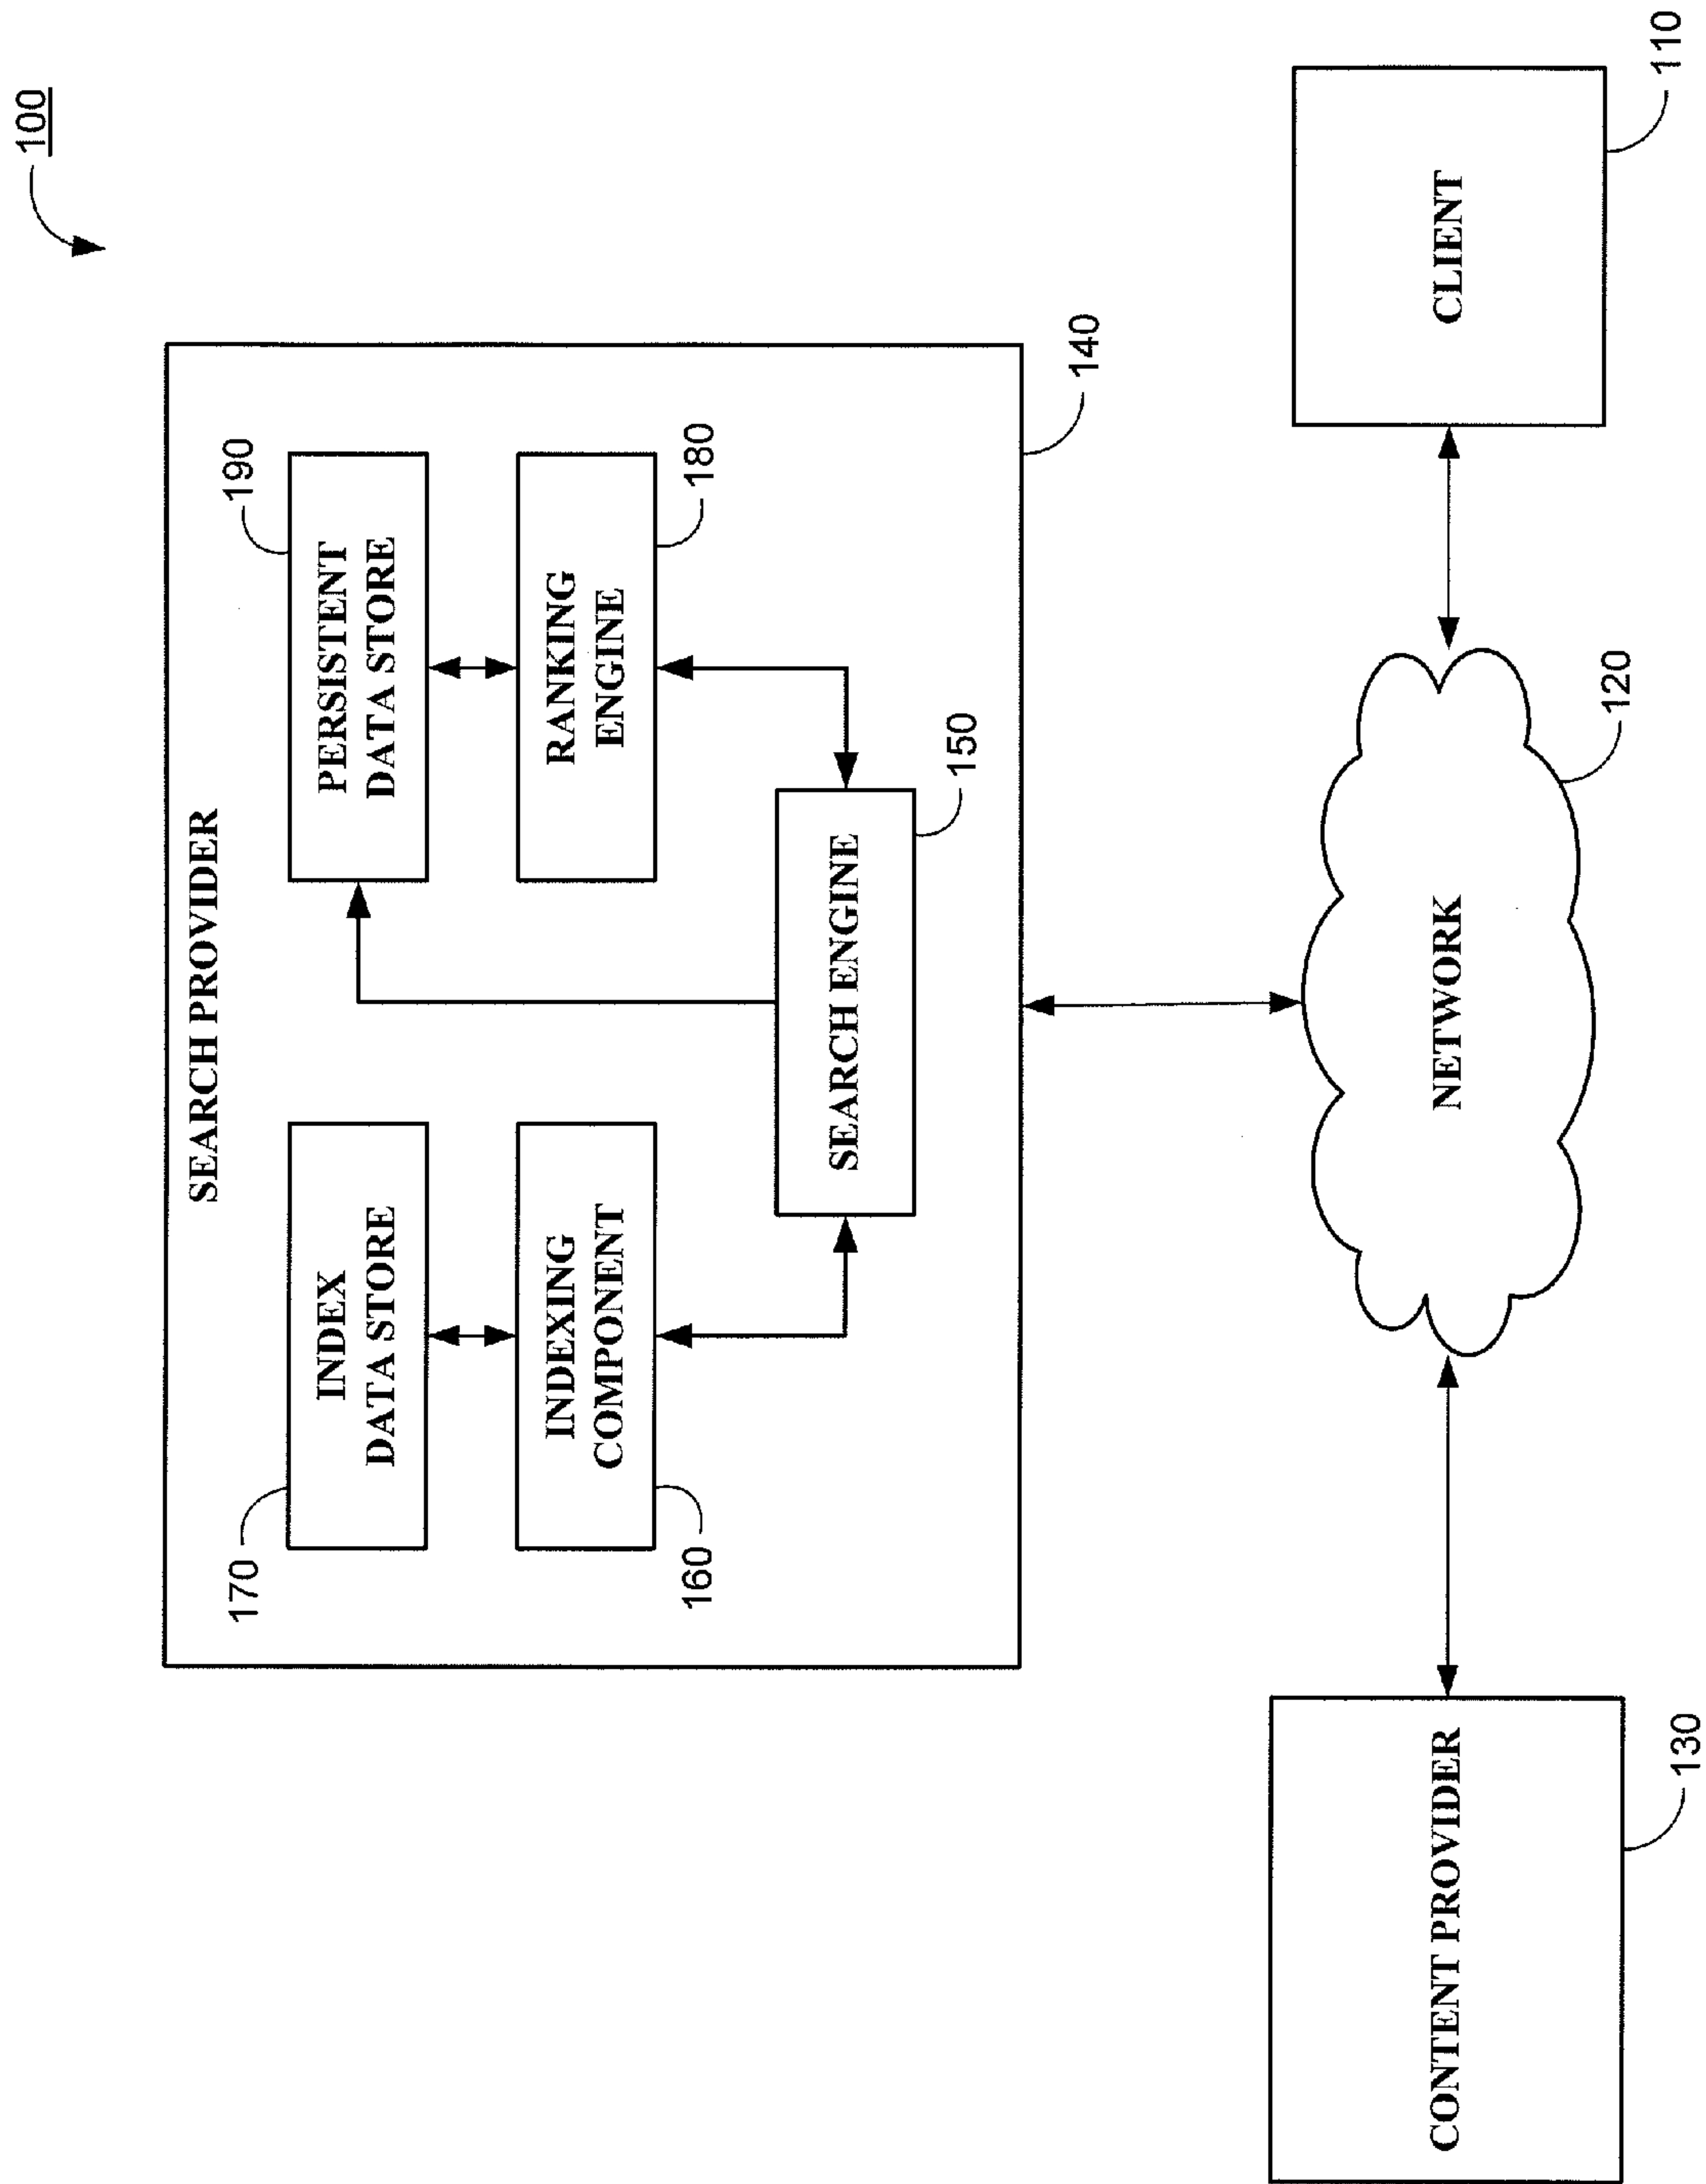 100
SEARCH PROVIDER
170
INDEX
DATA STORE
190
PERSISTENT
DATA STORE
160
INDEXING
COMPONENT
RANKING
ENGINE
180
SEARCH ENGINE
150
140
CONTENT PROVIDER
130
NETWORK
120
CLIENT
110